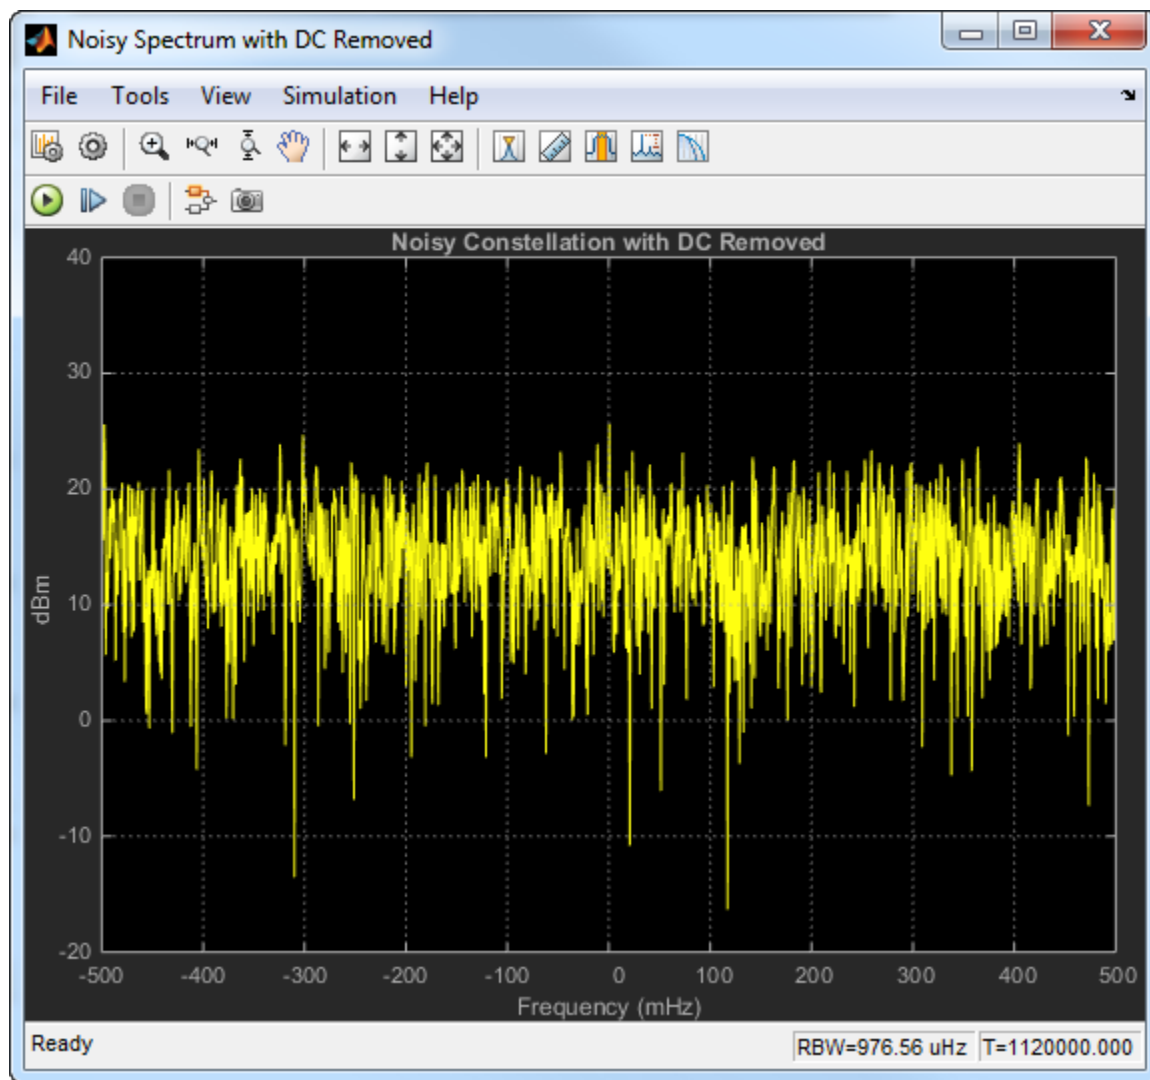 Noisy Spectrum with DC Removed
File Tools View Simulation Help
Noisy Constellation with DC Removed
40
30
20
10
0
-10
-20
dBm
-500 -400 -300 -200 -100 0 100 200 300 400 500
Frequency (mHz)
Ready RBW=976.56 uHz T=1120000.000